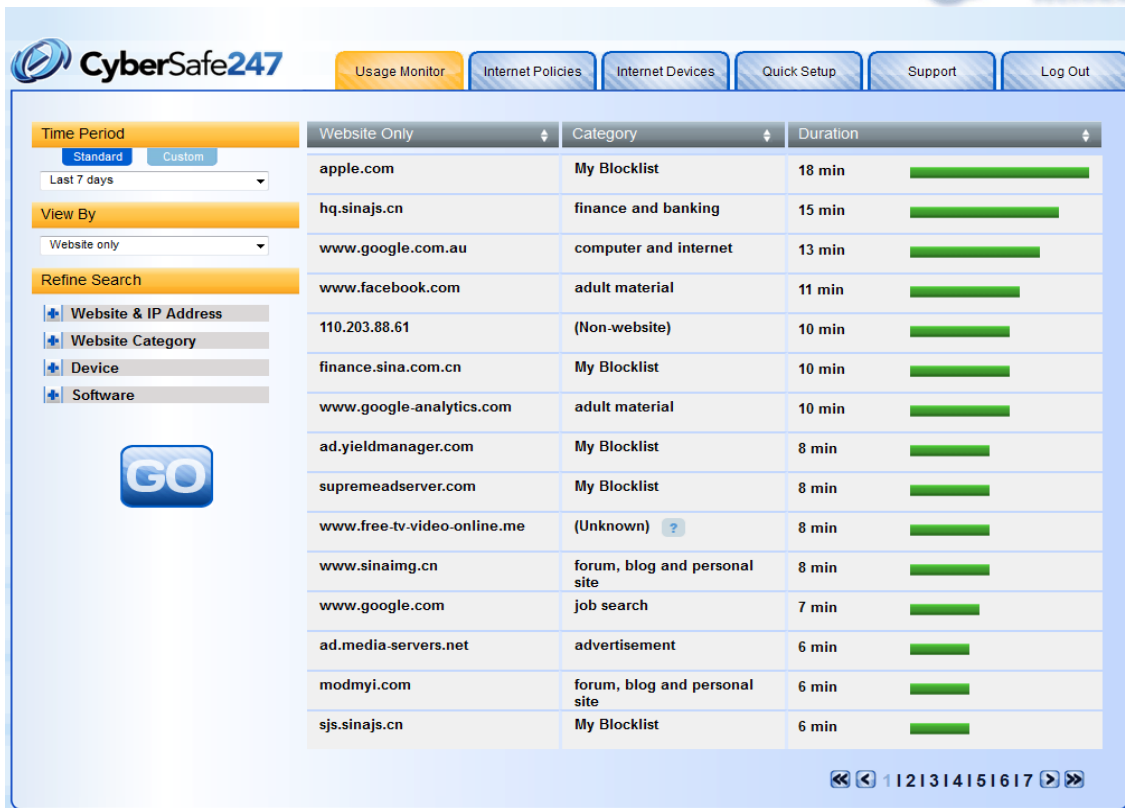 CyberSafe247
Usage Monitor
Internet Policies
Internet Devices
Quick Setup
Support
Log Out
Time Period
Standard
Custom
Last 7 days
View By
Website only
Refine Search
Website & IP Address
Website Category
Device
Software
GO
Website Only Category Duration
apple.com My Blocklist 18 min
hq.sinajs.cn finance and banking 15 min
www.google.com.au computer and internet 13 min
www.facebook.com adult material 11 min
110.203.88.61 (Non-website) 10 min
finance.sina.com.cn My Blocklist 10 min
www.google-analytics.com adult material 10 min
ad.yieldmanager.com My Blocklist 8 min
supremeadserver.com My Blocklist 8 min
www.free-tv-video-online.me (Unknown) ? 8 min
www.sinaimg.cn forum, blog and personal 8 min
site
www.google.com job search 7 min
ad.media-servers.net advertisement 6 min
modmyi.com forum, blog and personal 6 min
site
sjs.sinajs.cn My Blocklist 6 min
1 | 2 | 3 | 4 | 5 | 6 | 7